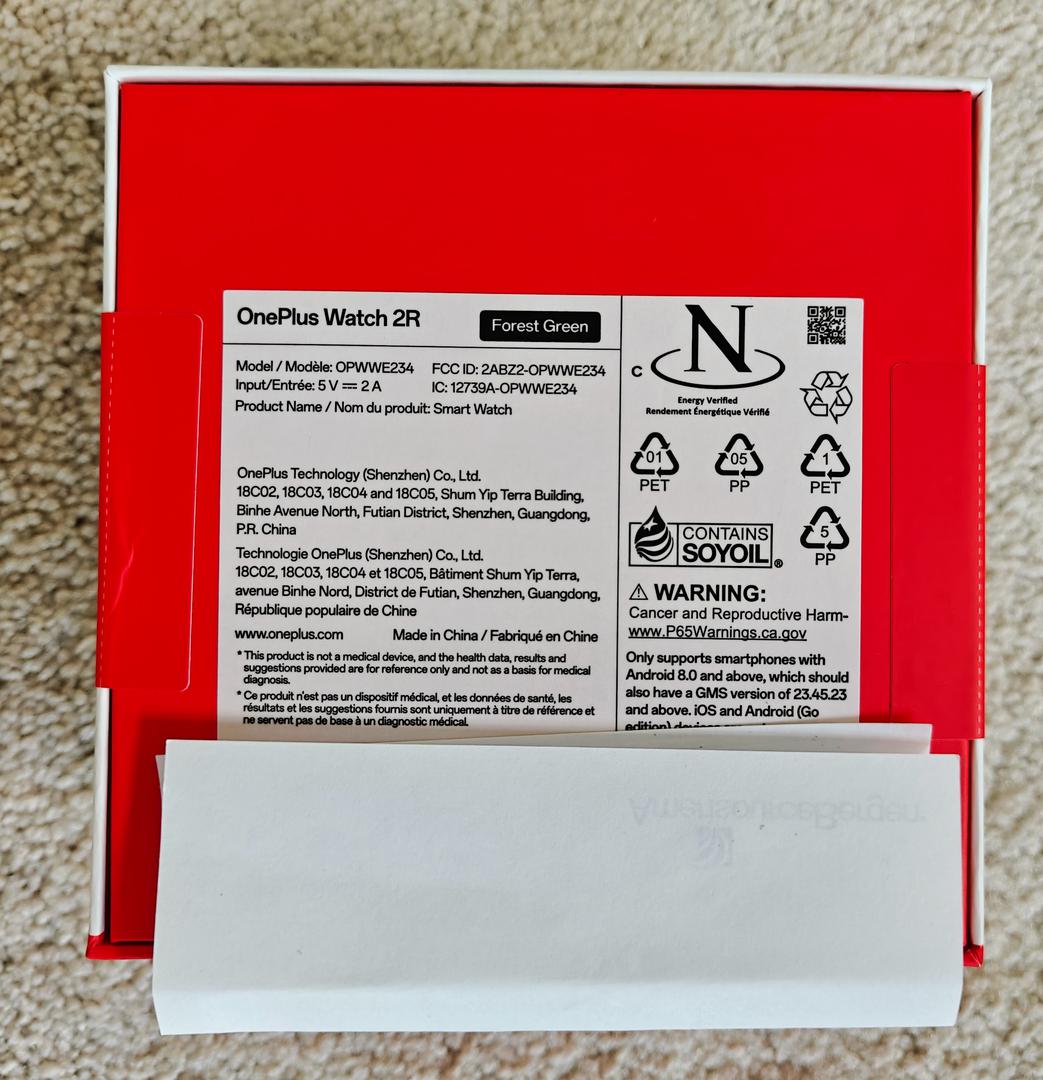 OnePlus Watch 2R
Forest Green
Model / Modèle: OPWWE234
FCC ID: 2ABZ2-OPWWE234
Input/Entrée: 5 V ⎓ 2 A
IC: 12739A-OPWWE234
Product Name / Nom du produit: Smart Watch
OnePlus Technology (Shenzhen) Co., Ltd.
18C02, 18C03, 18C04 and 18C05, Shum Yip Terra Building,
Binhe Avenue North, Futian District, Shenzhen, Guangdong,
P.R. China
Technologie OnePlus (Shenzhen) Co., Ltd.
18C02, 18C03, 18C04 et 18C05, Bâtiment Shum Yip Terra,
avenue Binhe Nord, District de Futian, Shenzhen, Guangdong,
République populaire de Chine
www.oneplus.com
Made in China / Fabriqué en Chine
* This product is not a medical device, and the health data, results and
suggestions provided are for reference only and not as a basis for medical
diagnosis.
* Ce produit n'est pas un dispositif médical, et les données de santé, les
résultats et les suggestions fournis sont uniquement à titre de référence et
ne servent pas de base à un diagnostic médical.
N
C
Energy Verified
Rendement Énergétique Vérifié
01
PET
05
PP
1
PET
CONTAINS
SOYOIL®
5
PP
⚠ WARNING:
Cancer and Reproductive Harm-
www.P65Warnings.ca.gov
Only supports smartphones with
Android 8.0 and above, which should
also have a GMS version of 23.45.23
and above. iOS and Android (Go
edition) devices
AmerisourceBergen